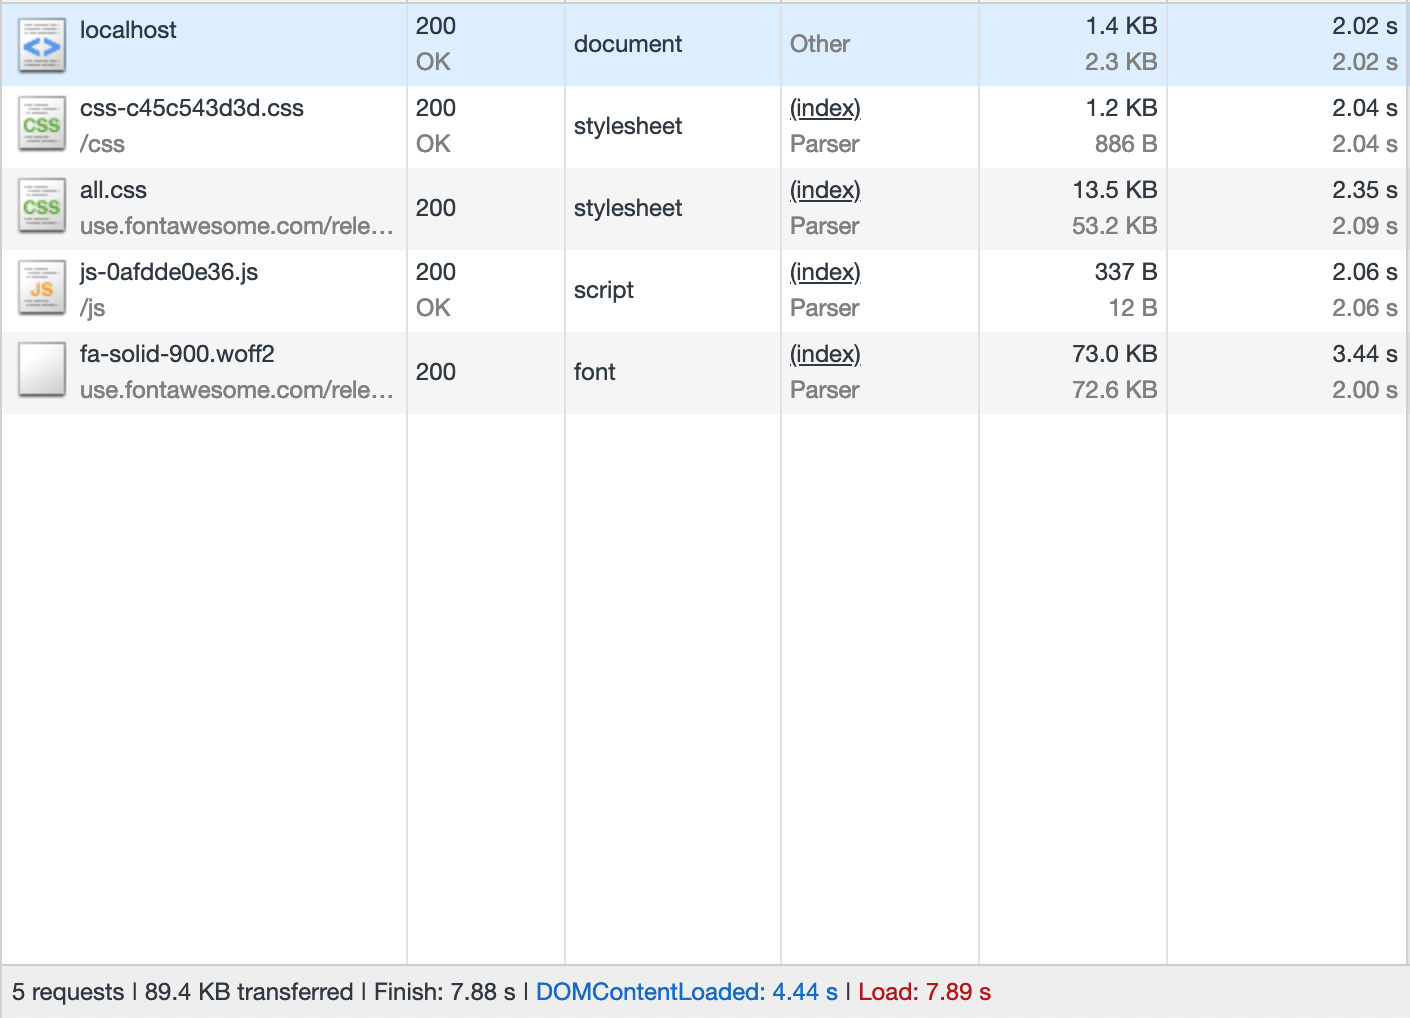 localhost 200 OK document Other 1.4 KB 2.3 KB 2.02 s 2.02 s
css-c45c543d3d.css /css 200 OK stylesheet (index) Parser 1.2 KB 886 B 2.04 s 2.04 s
all.css use.fontawesome.com/rele… 200 stylesheet (index) Parser 13.5 KB 53.2 KB 2.35 s 2.09 s
js-0afdde0e36.js /js 200 OK script (index) Parser 337 B 12 B 2.06 s 2.06 s
fa-solid-900.woff2 use.fontawesome.com/rele… 200 font (index) Parser 73.0 KB 72.6 KB 3.44 s 2.00 s
5 requests | 89.4 KB transferred | Finish: 7.88 s | DOMContentLoaded: 4.44 s | Load: 7.89 s